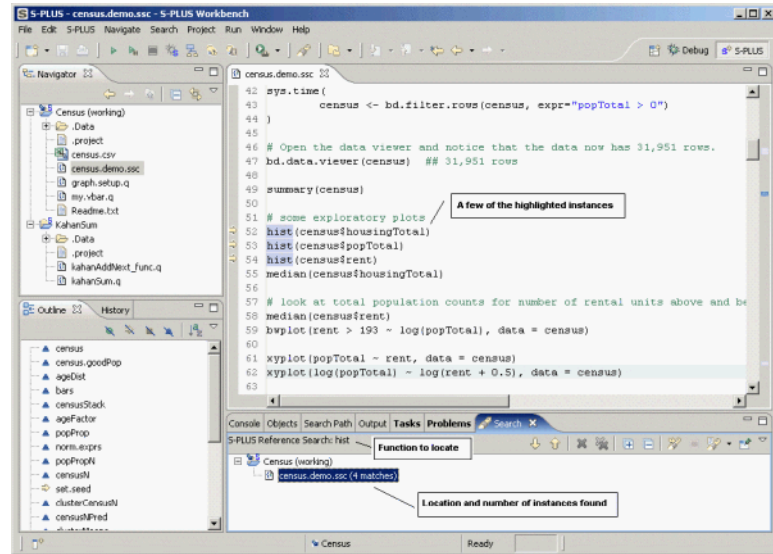 S-PLUS - census.demo.ssc - S-PLUS Workbench
File Edit S-PLUS Navigate Search Project Run Window Help
Debug S-PLUS
Navigator
Census (working)
.Data
.project
census.csv
census.demo.ssc
graph.setup.q
my.vbar.q
Readme.txt
KahanSum
.Data
.project
kahanAddNext_func.q
kahanSum.q
Outline History
census
census.goodPop
ageDist
bars
censusStack
ageFactor
popProp
norm.exprs
popPropN
censusN
set.seed
clusterCensusN
censusNPred
census.demo.ssc
42 sys.time(
43 census <- bd.filter.rows(census, expr="popTotal > 0")
44 )
45
46 # Open the data viewer and notice that the data now has 31,951 rows.
47 bd.data.viewer(census) ## 31,951 rows
48
49 summary(census)
50
A few of the highlighted instances
51 # some exploratory plots
52 hist(census$housingTotal)
53 hist(census$popTotal)
54 hist(census$rent)
55 median(census$housingTotal)
56
57 # look at total population counts for number of rental units above and be
58 median(census$rent)
59 bwplot(rent > 193 ~ log(popTotal), data = census)
60
61 xyplot(popTotal ~ rent, data = census)
62 xyplot(log(popTotal) ~ log(rent + 0.5), data = census)
63
Console Objects Search Path Output Tasks Problems Search
S-PLUS Reference Search: hist
Function to locate
Census (working)
census.demo.ssc (4 matches)
Location and number of instances found
Census Ready